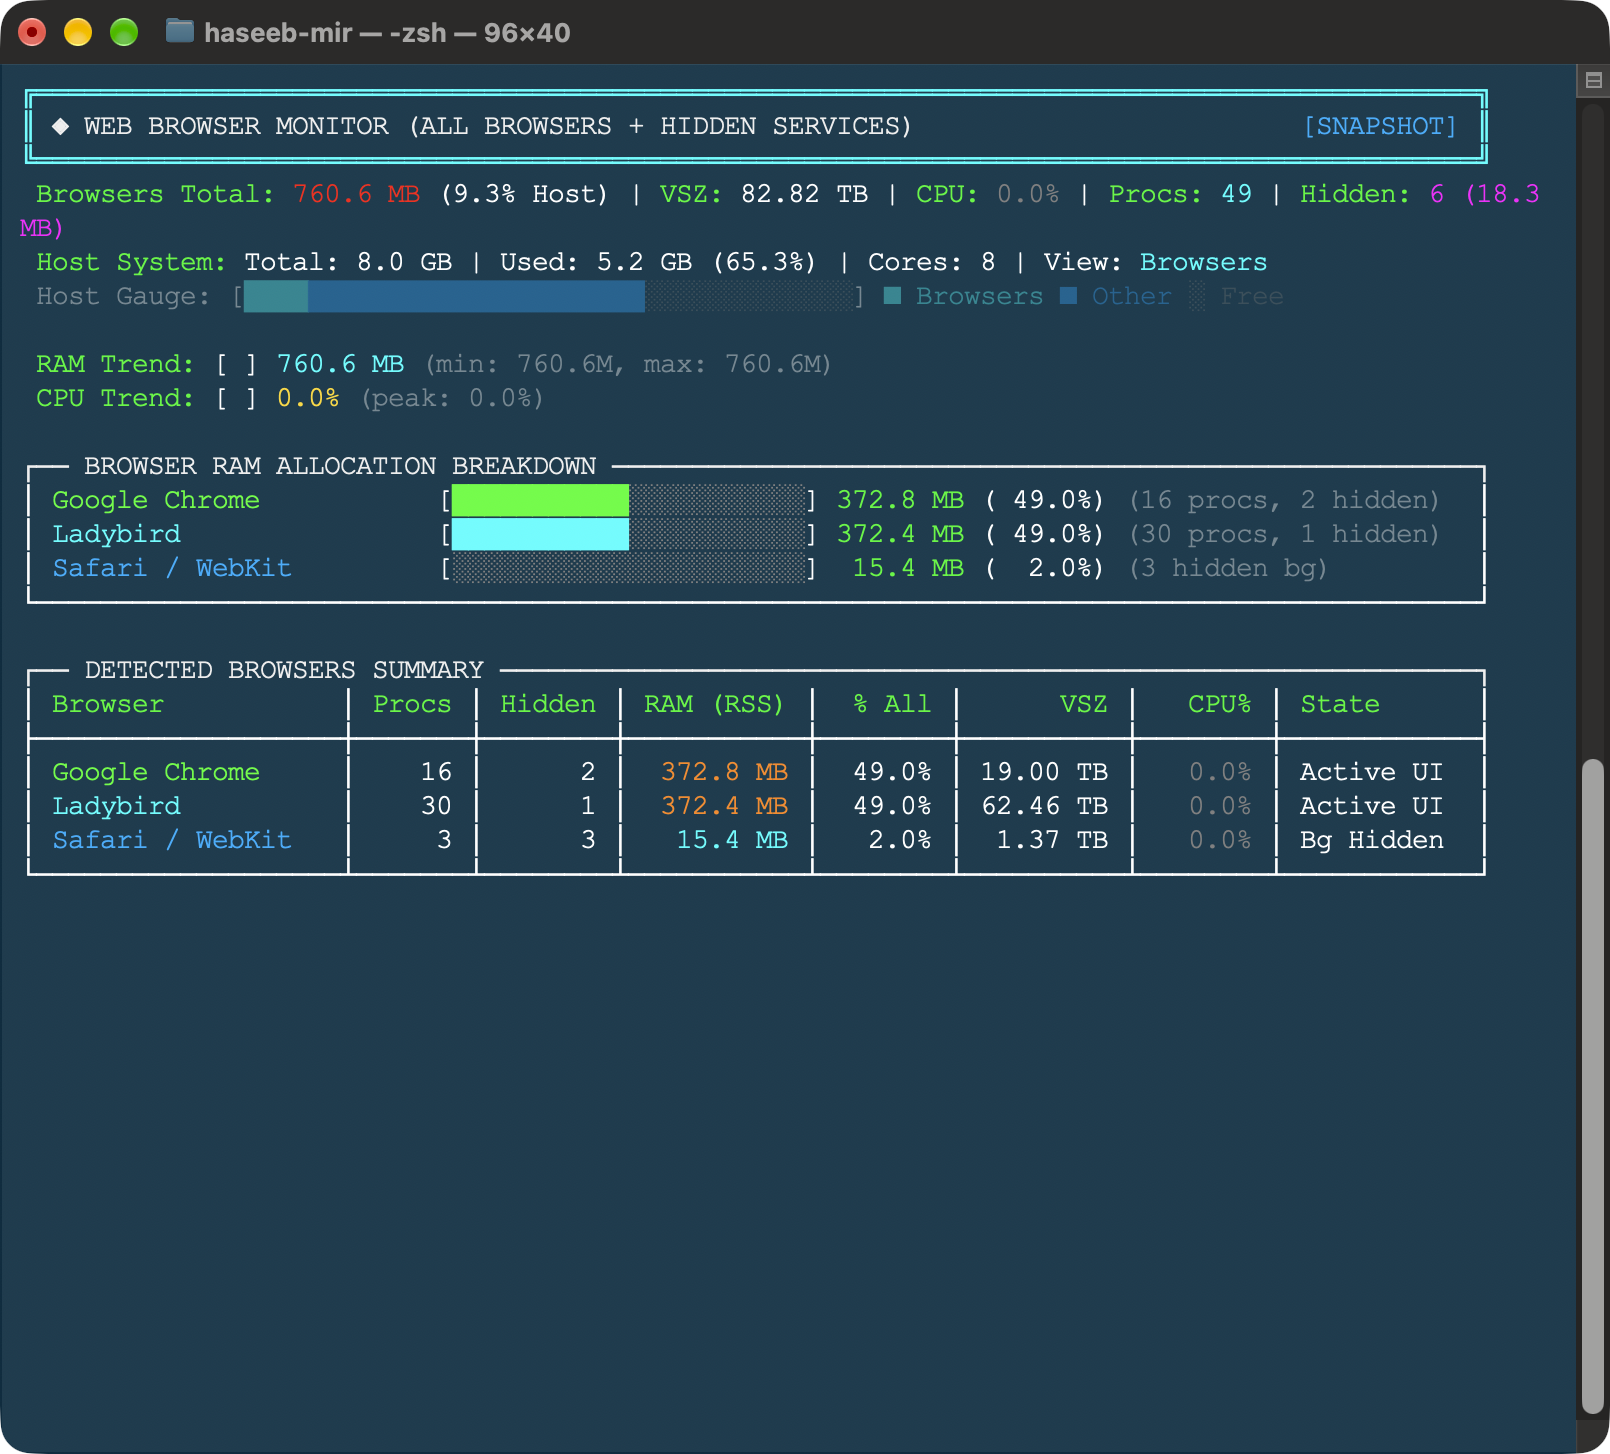 haseeb-mir — -zsh — 96×40
◆ WEB BROWSER MONITOR (ALL BROWSERS + HIDDEN SERVICES) [SNAPSHOT]
Browsers Total: 760.6 MB (9.3% Host) | VSZ: 82.82 TB | CPU: 0.0% | Procs: 49 | Hidden: 6 (18.3
MB)
Host System: Total: 8.0 GB | Used: 5.2 GB (65.3%) | Cores: 8 | View: Browsers
Host Gauge: [████████████████████████████░░░░░░░░░░░░░] ■ Browsers ■ Other ░ Free
RAM Trend: [ ] 760.6 MB (min: 760.6M, max: 760.6M)
CPU Trend: [ ] 0.0% (peak: 0.0%)
BROWSER RAM ALLOCATION BREAKDOWN
Google Chrome [███████████░░░░░░░░░░░] 372.8 MB ( 49.0%) (16 procs, 2 hidden)
Ladybird [███████████░░░░░░░░░░░] 372.4 MB ( 49.0%) (30 procs, 1 hidden)
Safari / WebKit [░░░░░░░░░░░░░░░░░░░░░░] 15.4 MB ( 2.0%) (3 hidden bg)
DETECTED BROWSERS SUMMARY
Browser | Procs | Hidden | RAM (RSS) | % All | VSZ | CPU% | State
Google Chrome | 16 | 2 | 372.8 MB | 49.0% | 19.00 TB | 0.0% | Active UI
Ladybird | 30 | 1 | 372.4 MB | 49.0% | 62.46 TB | 0.0% | Active UI
Safari / WebKit | 3 | 3 | 15.4 MB | 2.0% | 1.37 TB | 0.0% | Bg Hidden